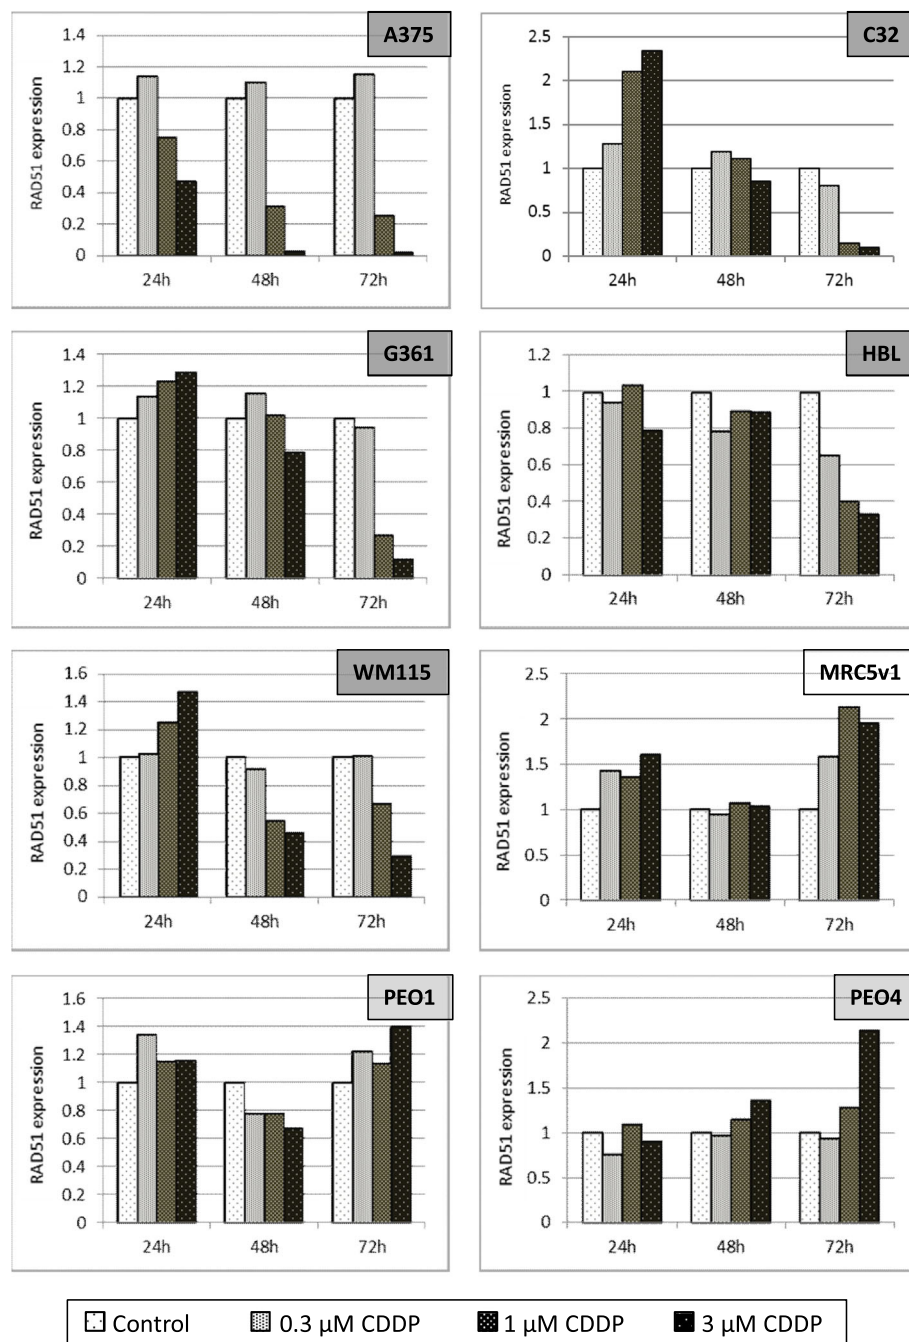 A375
1.4
1.2
1
0.8
0.6
0.4
0.2
0
RAD51 expression
24h 48h 72h
C32
2.5
2
1.5
1
0.5
0
RAD51 expression
24h 48h 72h
G361
1.4
1.2
1
0.8
0.6
0.4
0.2
0
RAD51 expression
24h 48h 72h
HBL
1.2
1
0.8
0.6
0.4
0.2
0
RAD51 expression
24h 48h 72h
WM115
1.6
1.4
1.2
1
0.8
0.6
0.4
0.2
0
RAD51 expression
24h 48h 72h
MRC5v1
2.5
2
1.5
1
0.5
0
RAD51 expression
24h 48h 72h
PEO1
1.6
1.4
1.2
1
0.8
0.6
0.4
0.2
0
RAD51 expression
24h 48h 72h
PEO4
2.5
2
1.5
1
0.5
0
RAD51 expression
24h 48h 72h
Control 0.3 μM CDDP 1 μM CDDP 3 μM CDDP